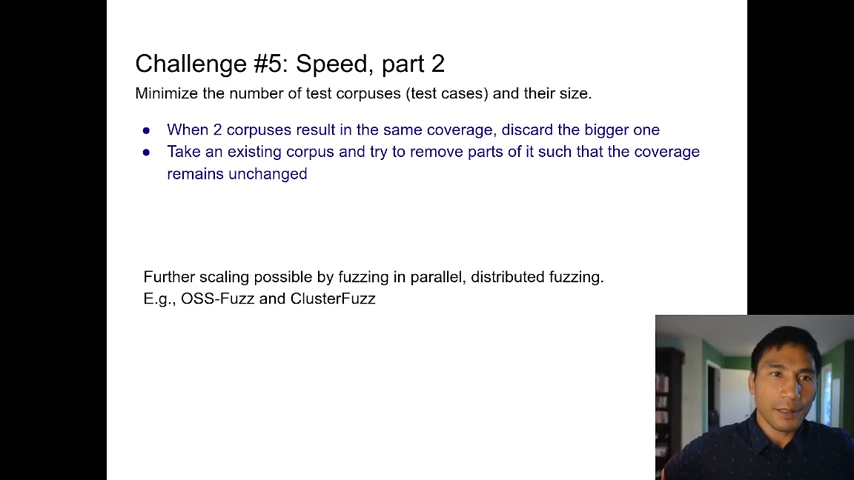 Challenge #5: Speed, part 2
Minimize the number of test corpuses (test cases) and their size.
● When 2 corpuses result in the same coverage, discard the bigger one
● Take an existing corpus and try to remove parts of it such that the coverage
remains unchanged
Further scaling possible by fuzzing in parallel, distributed fuzzing.
E.g., OSS-Fuzz and ClusterFuzz